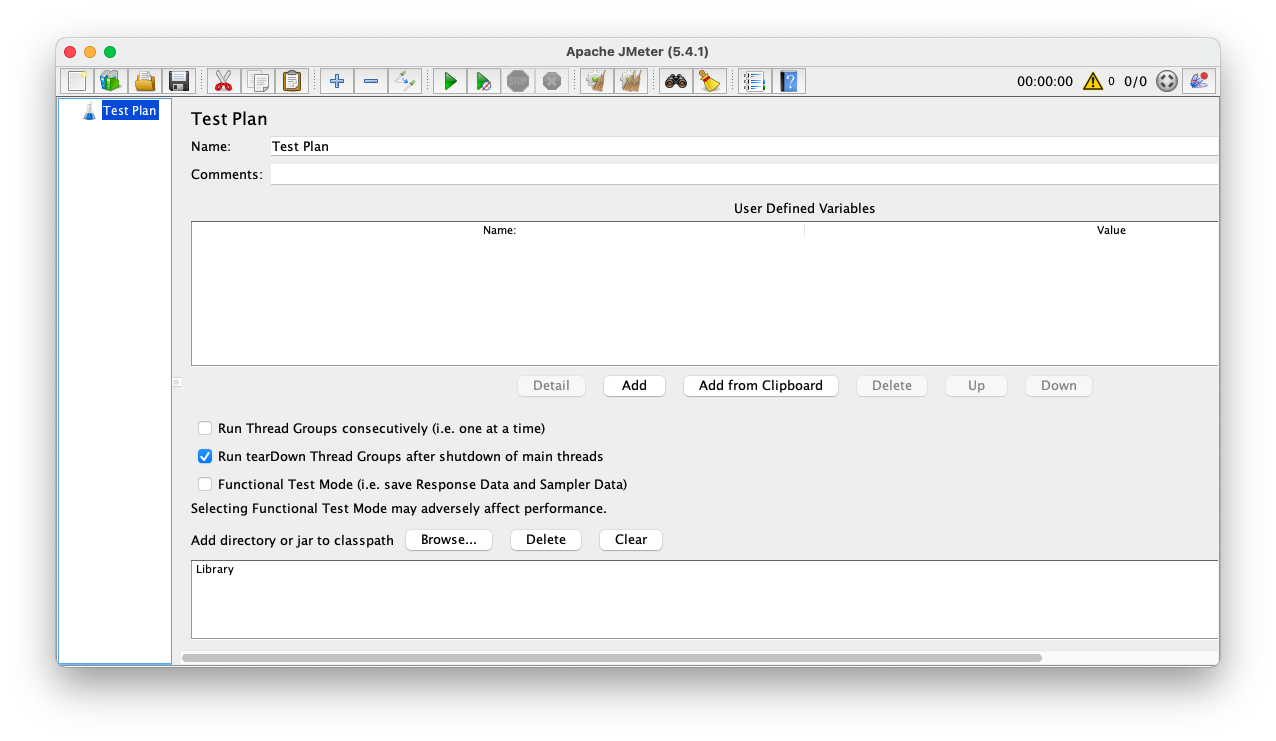 Apache JMeter (5.4.1)
00:00:00 0 0/0
Test Plan
Test Plan
Name: Test Plan
Comments:
User Defined Variables
Name: Value
Detail Add Add from Clipboard Delete Up Down
Run Thread Groups consecutively (i.e. one at a time)
Run tearDown Thread Groups after shutdown of main threads
Functional Test Mode (i.e. save Response Data and Sampler Data)
Selecting Functional Test Mode may adversely affect performance.
Add directory or jar to classpath Browse... Delete Clear
Library